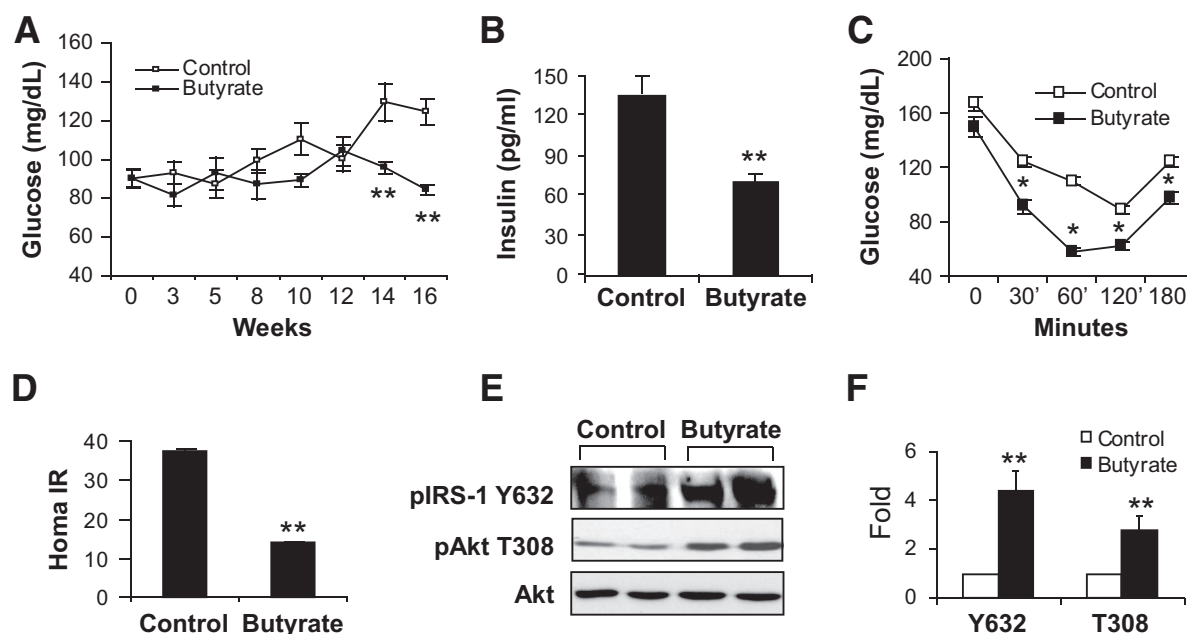 A
160
140
120
100
80
60
40
Glucose (mg/dL)
Control
Butyrate
**
**
0 3 5 8 10 12 14 16
Weeks
B
150
120
90
60
30
0
Insulin (pg/ml)
**
Control Butyrate
C
200
160
120
80
40
Glucose (mg/dL)
Control
Butyrate
* * * *
0 30’ 60’ 120’ 180
Minutes
D
40
30
20
10
0
Homa IR
**
Control Butyrate
E
Control Butyrate
pIRS-1 Y632
pAkt T308
Akt
F
6
4
2
0
Fold
Control
Butyrate
**
**
Y632 T308